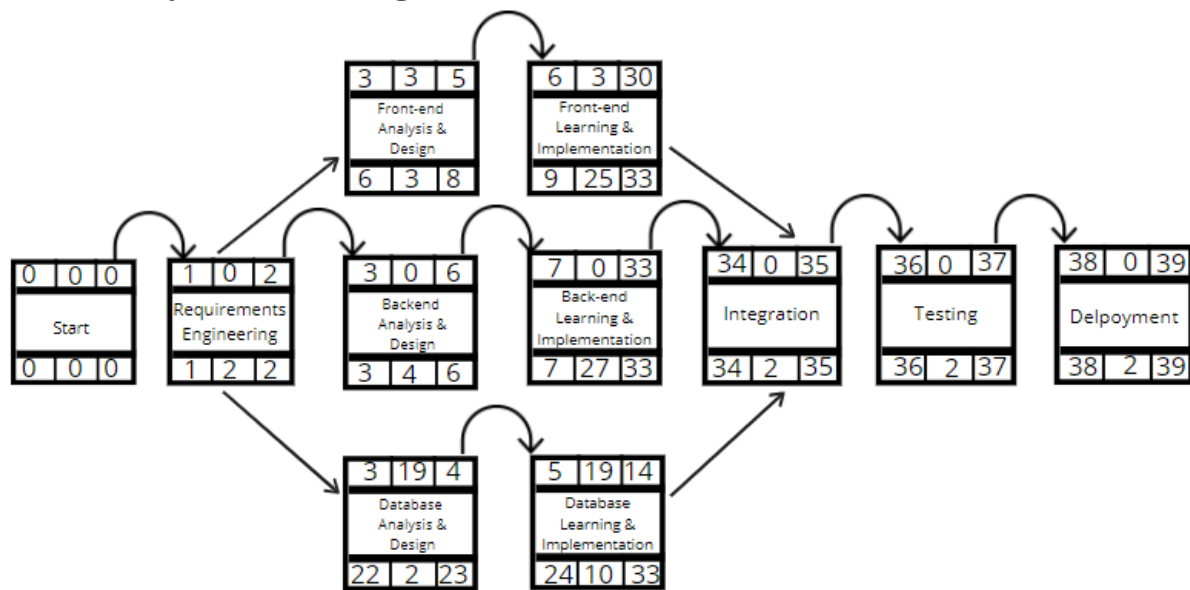 3 3 5
Front-end
Analysis &
Design
6 3 8
6 3 30
Front-end
Learning &
Implementation
9 25 33
0 0 0
Start
0 0 0
1 0 2
Requirements
Engineering
1 2 2
3 0 6
Backend
Analysis &
Design
3 4 6
7 0 33
Back-end
Learning &
Implementation
7 27 33
34 0 35
Integration
34 2 35
36 0 37
Testing
36 2 37
38 0 39
Delpoyment
38 2 39
3 19 4
Database
Analysis &
Design
22 2 23
5 19 14
Database
Learning &
Implementation
24 10 33